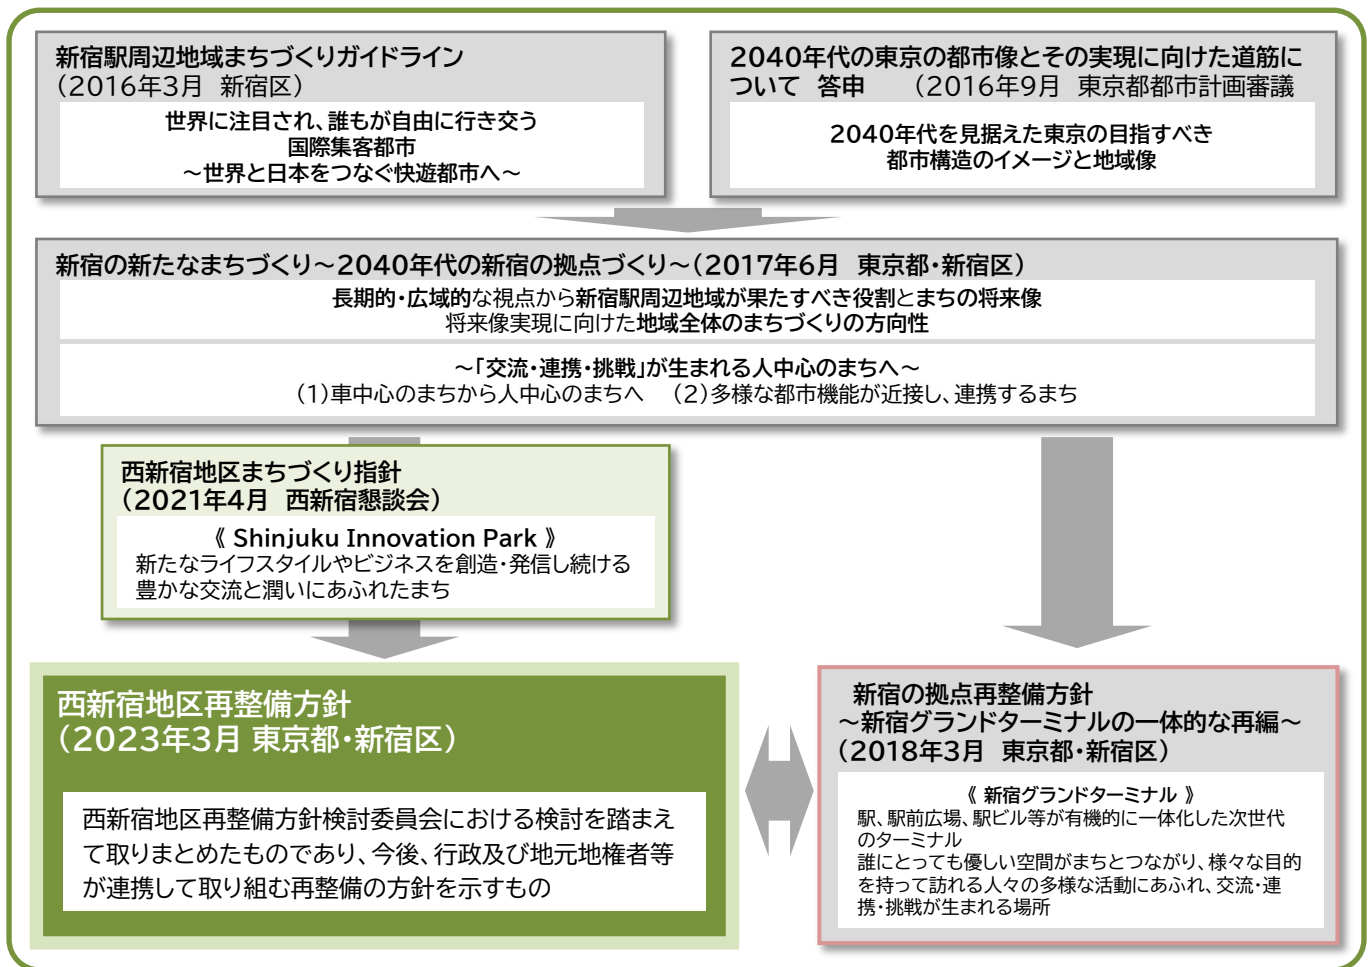 新宿駅周辺地域まちづくりガイドライン
（2016年3月　新宿区）
世界に注目され、誰もが自由に行き交う
国際集客都市
～世界と日本をつなぐ快遊都市へ～
2040年代の東京の都市像とその実現に向けた道筋に
ついて　答申　　（2016年9月　東京都都市計画審議
2040年代を見据えた東京の目指すべき
都市構造のイメージと地域像
新宿の新たなまちづくり～2040年代の新宿の拠点づくり～（2017年6月　東京都・新宿区）
長期的・広域的な視点から新宿駅周辺地域が果たすべき役割とまちの将来像
将来像実現に向けた地域全体のまちづくりの方向性
～「交流・連携・挑戦」が生まれる人中心のまちへ～
（1）車中心のまちから人中心のまちへ　（2）多様な都市機能が近接し、連携するまち
西新宿地区まちづくり指針
（2021年4月　西新宿懇談会）
《 Shinjuku Innovation Park 》
新たなライフスタイルやビジネスを創造・発信し続ける
豊かな交流と潤いにあふれたまち
西新宿地区再整備方針
（2023年3月 東京都・新宿区）
西新宿地区再整備方針検討委員会における検討を踏まえ
て取りまとめたものであり、今後、行政及び地元地権者等
が連携して取り組む再整備の方針を示すもの
新宿の拠点再整備方針
～新宿グランドターミナルの一体的な再編～
（2018年3月　東京都・新宿区）
《 新宿グランドターミナル 》
駅、駅前広場、駅ビル等が有機的に一体化した次世代
のターミナル
誰にとっても優しい空間がまちとつながり、様々な目的
を持って訪れる人々の多様な活動にあふれ、交流・連
携・挑戦が生まれる場所